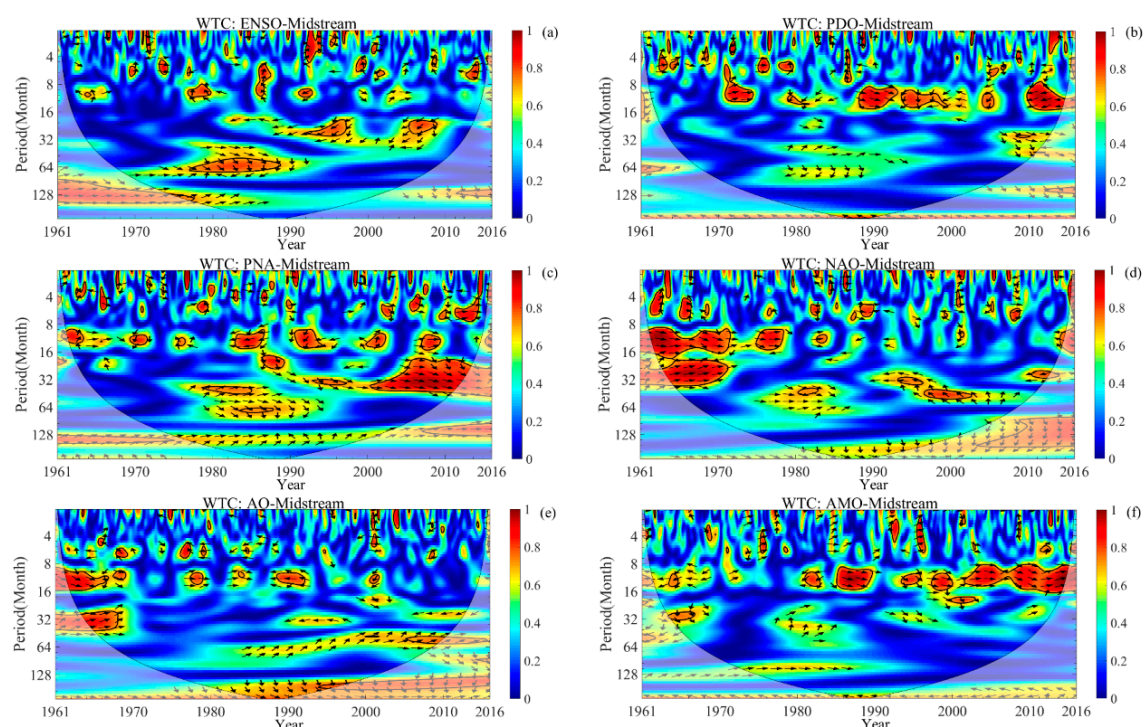 WTC: ENSO-Midstream
(a)
Period(Month)
4
8
16
32
64
128
1961 1970 1980 1990 2000 2010 2016
Year
1
0.8
0.6
0.4
0.2
0
WTC: PDO-Midstream
(b)
Period(Month)
4
8
16
32
64
128
1961 1970 1980 1990 2000 2010 2016
Year
1
0.8
0.6
0.4
0.2
0
WTC: PNA-Midstream
(c)
Period(Month)
4
8
16
32
64
128
1961 1970 1980 1990 2000 2010 2016
Year
1
0.8
0.6
0.4
0.2
0
WTC: NAO-Midstream
(d)
Period(Month)
4
8
16
32
64
128
1961 1970 1980 1990 2000 2010 2016
Year
1
0.8
0.6
0.4
0.2
0
WTC: AO-Midstream
(e)
Period(Month)
4
8
16
32
64
128
1961 1970 1980 1990 2000 2010 2016
Year
1
0.8
0.6
0.4
0.2
0
WTC: AMO-Midstream
(f)
Period(Month)
4
8
16
32
64
128
1961 1970 1980 1990 2000 2010 2016
Year
1
0.8
0.6
0.4
0.2
0